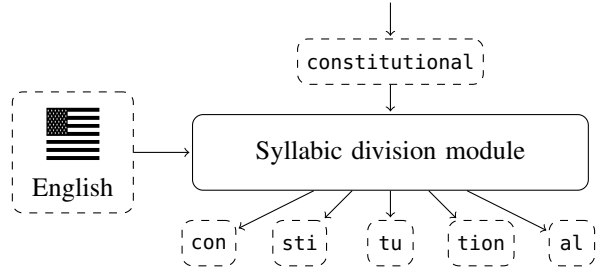 constitutional
Syllabic division module
English
con sti tu tion al